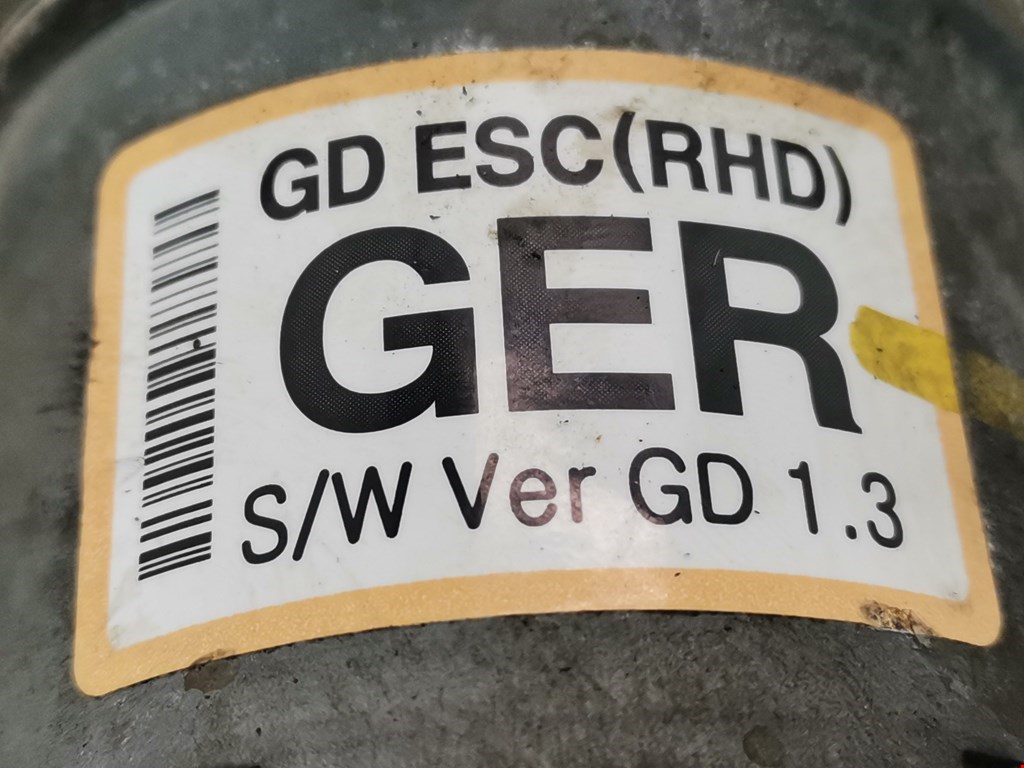 GD ESC(RHD)
GER
S/W Ver GD 1.3